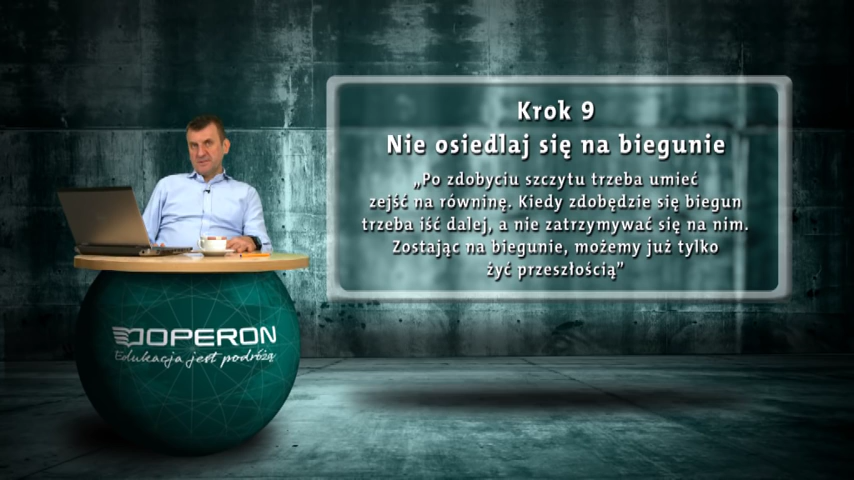 Krok 9
Nie osiedlaj się na biegunie
„Po zdobyciu szczytu trzeba umieć
zejść na równinę. Kiedy zdobędzie się biegun
trzeba iść dalej, a nie zatrzymywać się na nim.
Zostając na biegunie, możemy już tylko
żyć przeszłością”
OPERON
Edukacja jest podróżą